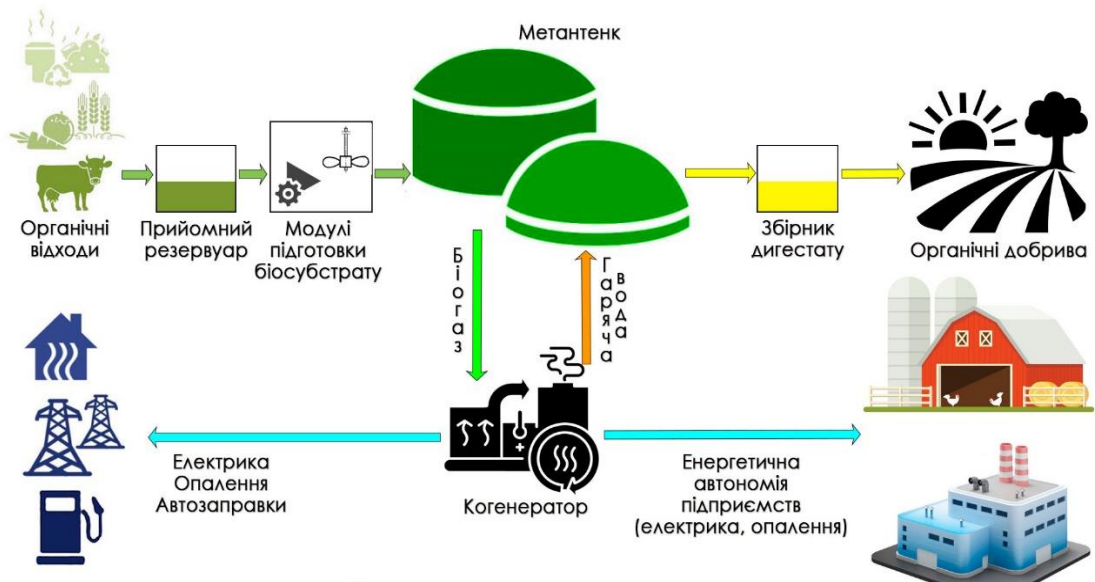 Метантенк
Органічні
відходи
Прийомний
резервуар
Модулі
підготовки
біосубстрату
Збірник
дигестату
Органічні добрива
Біогаз
Гаряча
вода
Електрика
Опалення
Автозаправки
Когенератор
Енергетична
автономія
підприємств
(електрика, опалення)